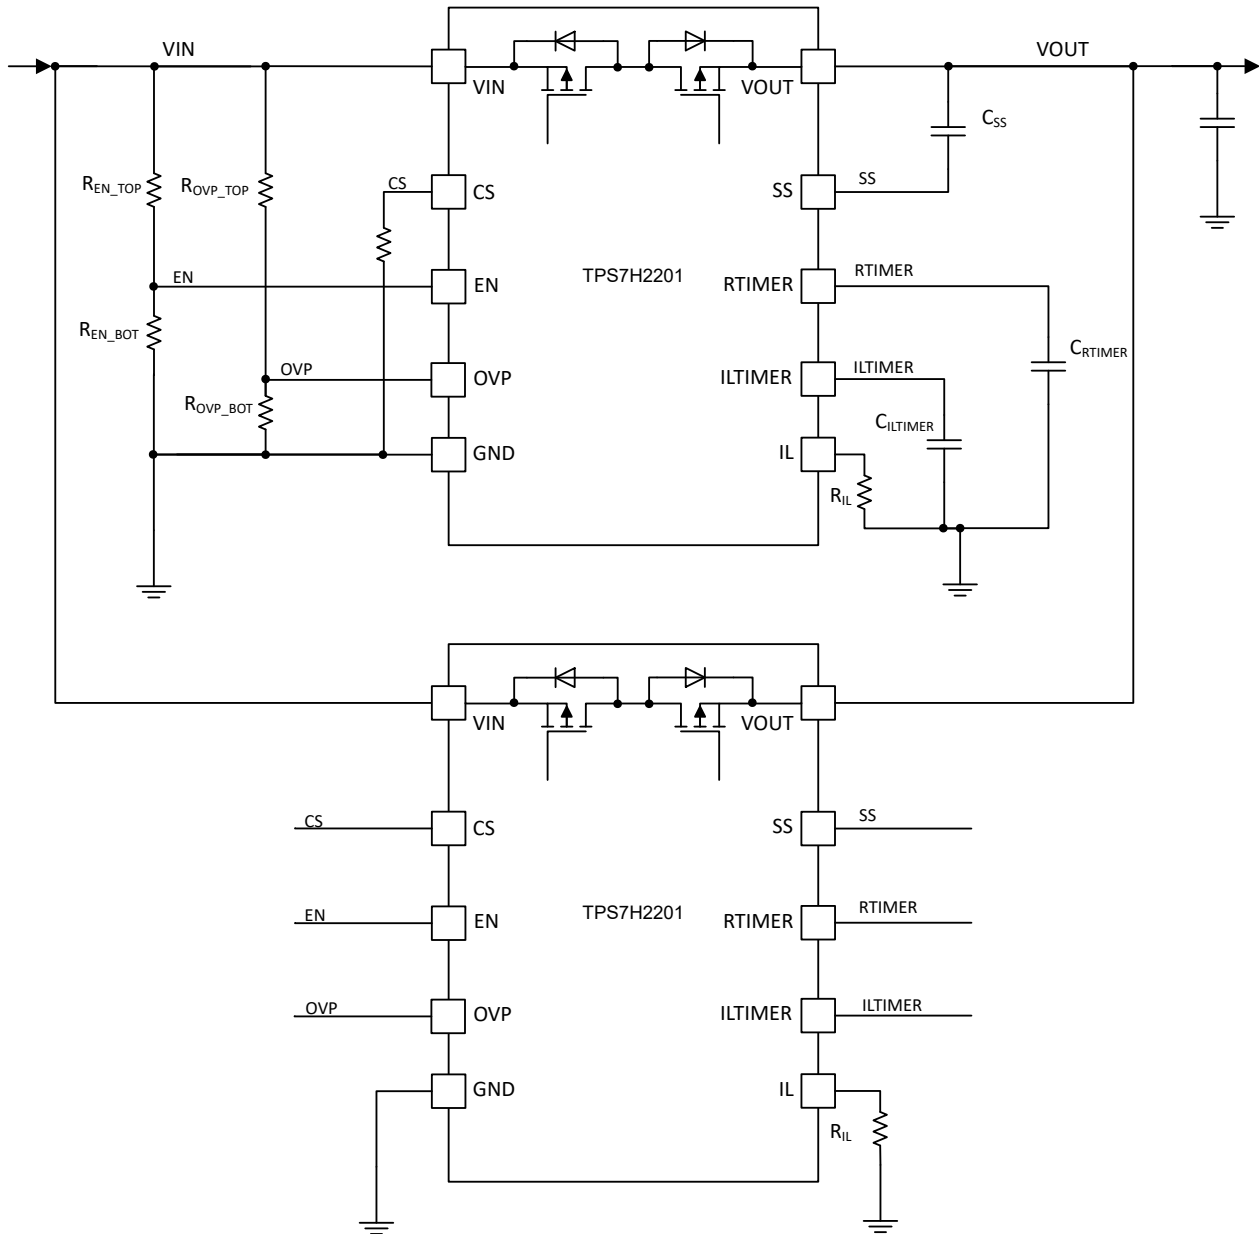 VIN
VOUT
VIN
VOUT
C_SS
R_EN_TOP
R_OVP_TOP
CS
CS
SS
SS
EN
EN
TPS7H2201
RTIMER
RTIMER
R_EN_BOT
C_RTIMER
OVP
OVP
ILTIMER
ILTIMER
R_OVP_BOT
C_ILTIMER
GND
IL
R_IL
VIN
VOUT
CS
CS
SS
SS
EN
EN
TPS7H2201
RTIMER
RTIMER
OVP
OVP
ILTIMER
ILTIMER
GND
IL
R_IL